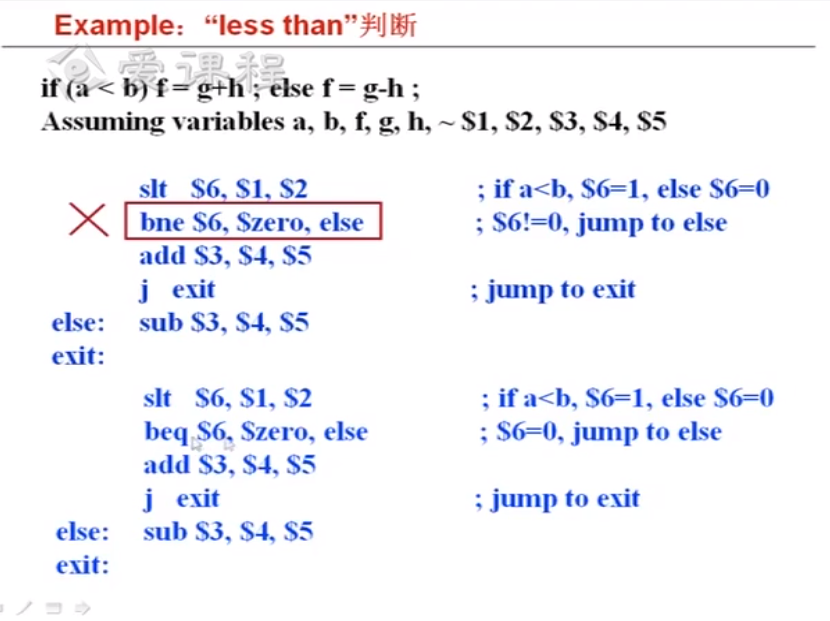 Example：“less than”判断
爱课程
if (a < b) f = g+h ; else f = g-h ;
Assuming variables a, b, f, g, h, ~ $1, $2, $3, $4, $5
slt $6, $1, $2 ; if a<b, $6=1, else $6=0
bne $6, $zero, else ; $6!=0, jump to else
add $3, $4, $5
j exit ; jump to exit
else: sub $3, $4, $5
exit:
slt $6, $1, $2 ; if a<b, $6=1, else $6=0
beq $6, $zero, else ; $6=0, jump to else
add $3, $4, $5
j exit ; jump to exit
else: sub $3, $4, $5
exit: